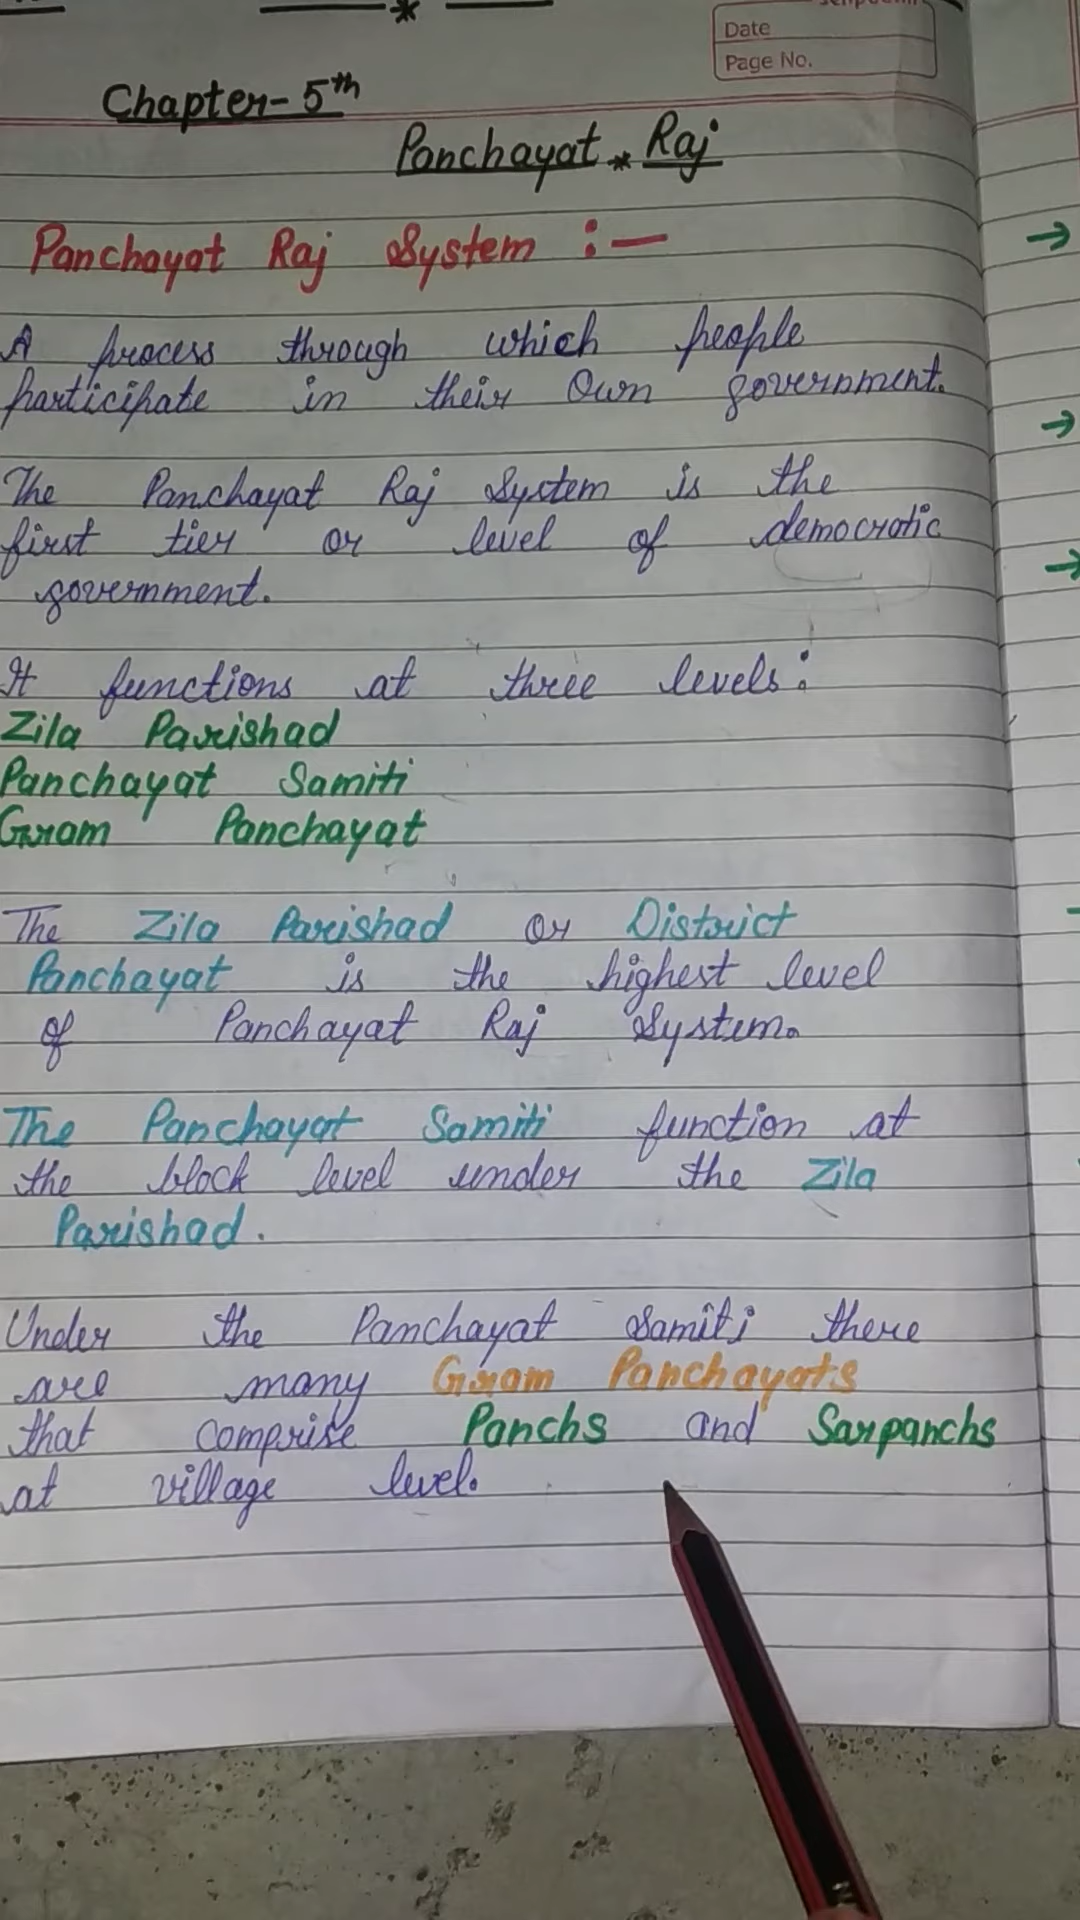 Date
Page No.
Chapter- 5th
Panchayat * Raj
Panchayat Raj System :-
A process through which people
participate in their Own government.
The Panchayat Raj System is the
first tier or level of democratic
government.
It functions at three levels:
Zila Parishad
Panchayat Samiti
Gram Panchayat
The Zila Parishad or District
Panchayat is the highest level
of Panchayat Raj System.
The Panchayat Samiti function at
the block level under the Zila
Parishad.
Under the Panchayat Samiti there
are many Gram Panchayats
that comprise Panchs and Sarpanchs
at village level.